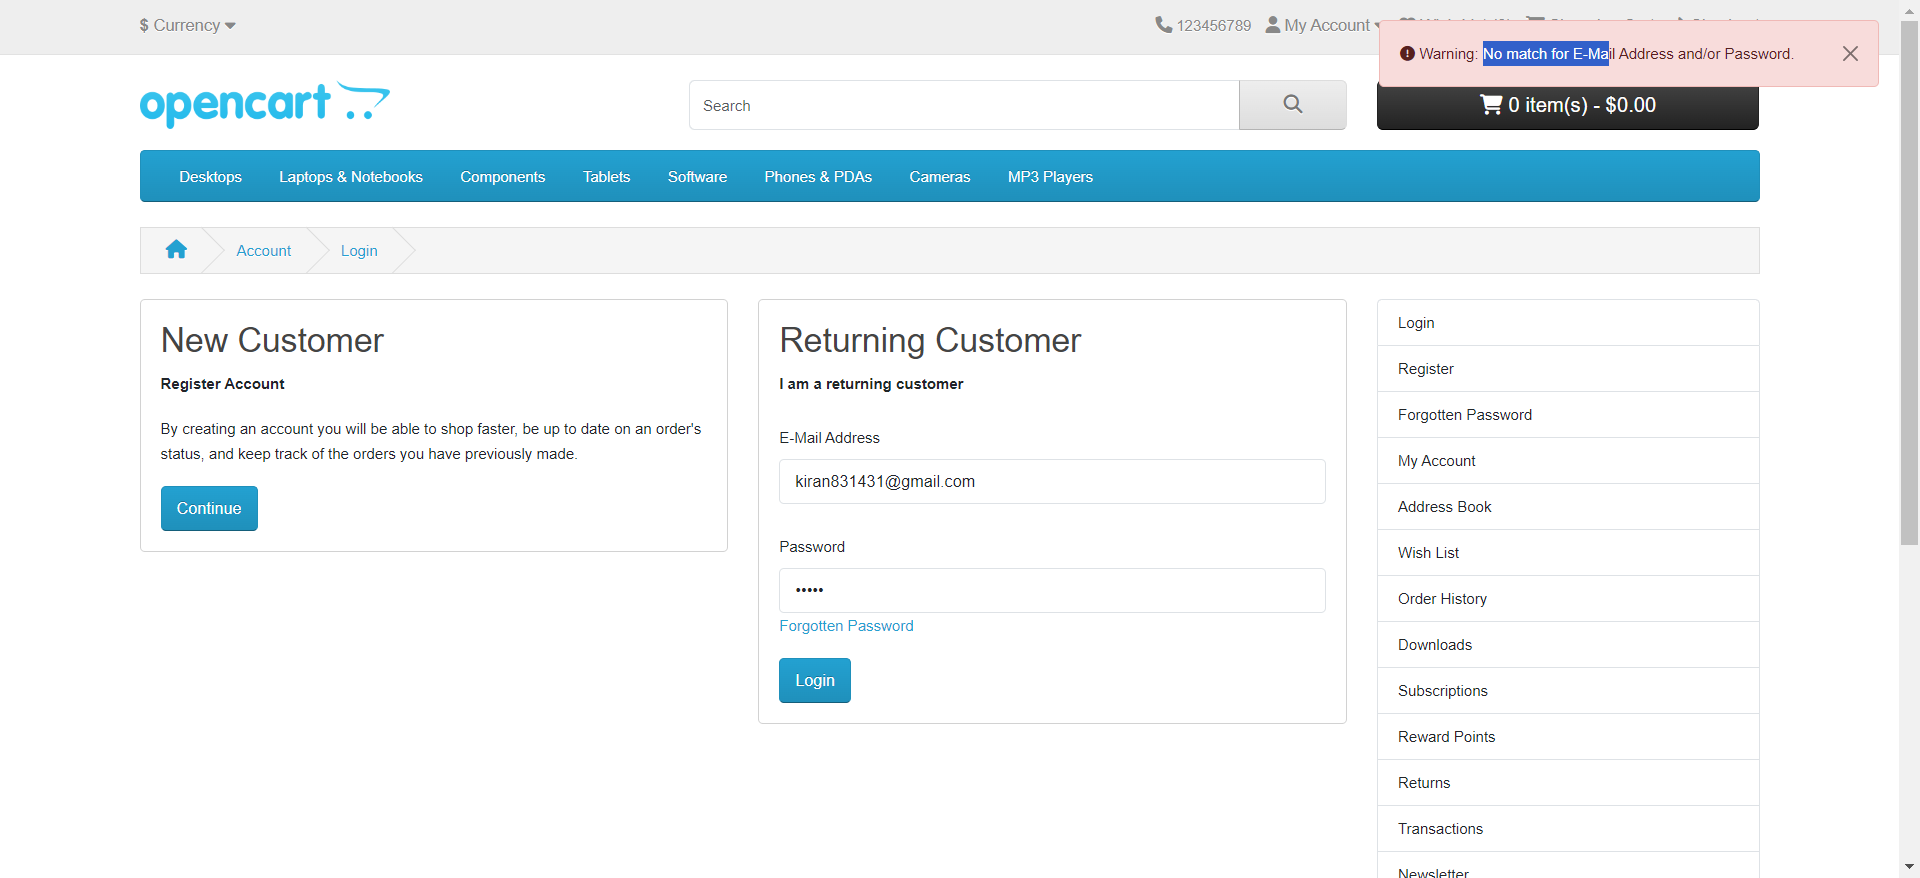 $ Currency
123456789 My Account
Warning: No match for E-Mail Address and/or Password.
opencart
Search
0 item(s) - $0.00
Desktops Laptops & Notebooks Components Tablets Software Phones & PDAs Cameras MP3 Players
Account Login
New Customer
Register Account
By creating an account you will be able to shop faster, be up to date on an order's
status, and keep track of the orders you have previously made.
Continue
Returning Customer
I am a returning customer
E-Mail Address
kiran831431@gmail.com
Password
•••••
Forgotten Password
Login
Login
Register
Forgotten Password
My Account
Address Book
Wish List
Order History
Downloads
Subscriptions
Reward Points
Returns
Transactions
Newsletter